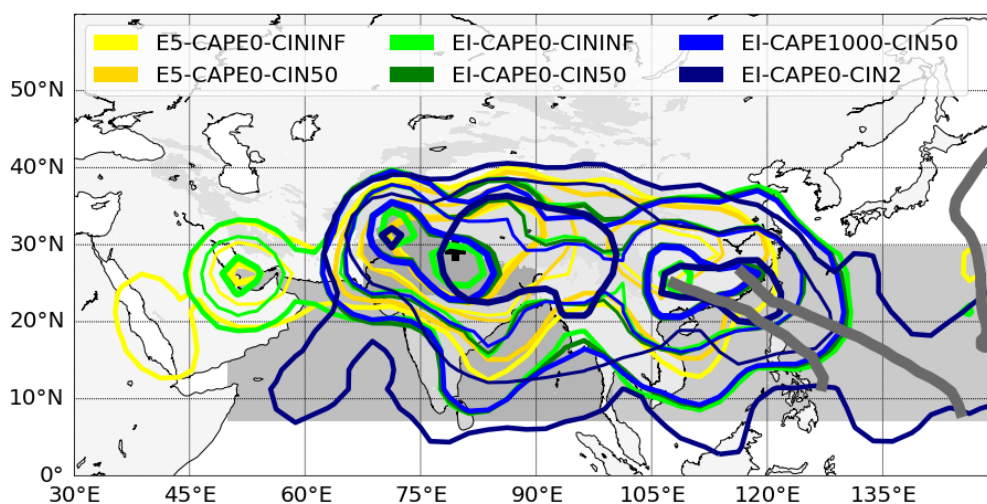 E5-CAPE0-CININF EI-CAPE0-CININF EI-CAPE1000-CIN50
E5-CAPE0-CIN50 EI-CAPE0-CIN50 EI-CAPE0-CIN2
50°N
40°N
30°N
20°N
10°N
0°
30°E 45°E 60°E 75°E 90°E 105°E 120°E 135°E